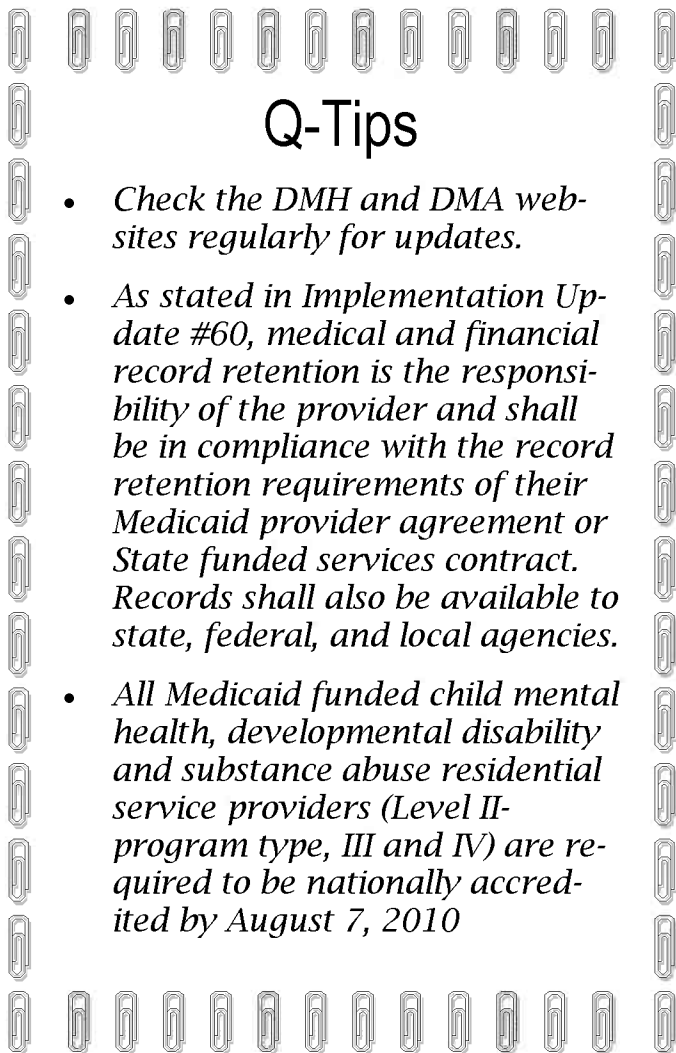 Q-Tips
• Check the DMH and DMA web-
sites regularly for updates.
• As stated in Implementation Up-
date #60, medical and financial
record retention is the responsi-
bility of the provider and shall
be in compliance with the record
retention requirements of their
Medicaid provider agreement or
State funded services contract.
Records shall also be available to
state, federal, and local agencies.
• All Medicaid funded child mental
health, developmental disability
and substance abuse residential
service providers (Level II-
program type, III and IV) are re-
quired to be nationally accred-
ited by August 7, 2010